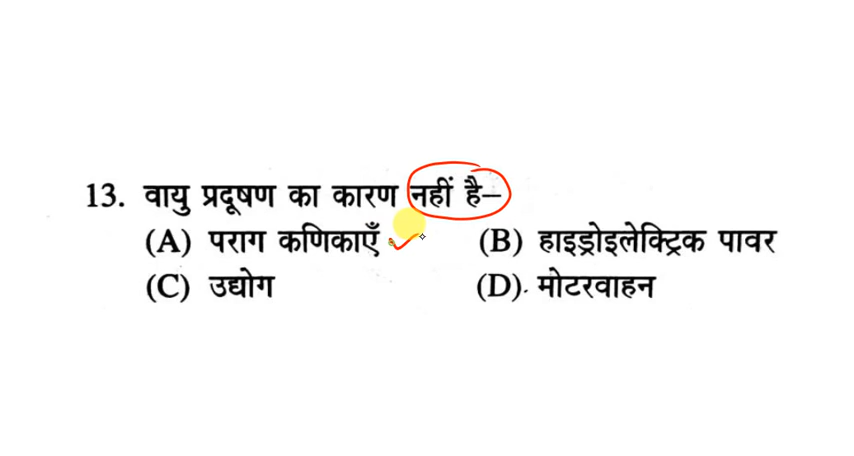 13. वायु प्रदूषण का कारण नहीं है–
(A) पराग कणिकाएँ (B) हाइड्रोइलेक्ट्रिक पावर
(C) उद्योग (D). मोटरवाहन